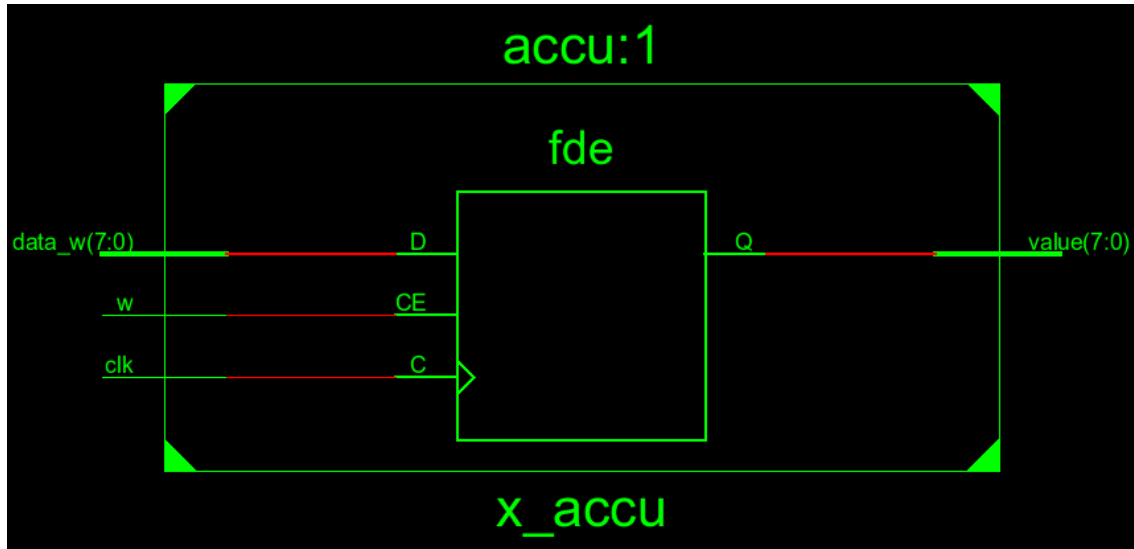 accu:1
fde
data_w(7:0) D Q value(7:0)
w CE
clk C
x_accu